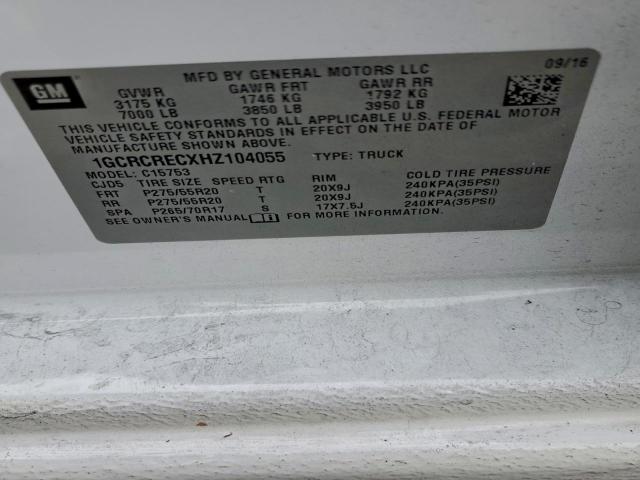 GM
MFD BY GENERAL MOTORS LLC
09/16
GVWR GAWR FRT GAWR RR
3175 KG 1746 KG 1792 KG
7000 LB 3850 LB 3950 LB
THIS VEHICLE CONFORMS TO ALL APPLICABLE U.S. FEDERAL MOTOR
VEHICLE SAFETY STANDARDS IN EFFECT ON THE DATE OF
MANUFACTURE SHOWN ABOVE.
1GCRCRECXHZ104055 TYPE: TRUCK
MODEL: C15753
CJD5 TIRE SIZE SPEED RTG RIM COLD TIRE PRESSURE
FRT P275/55R20 T 20X9J 240KPA(35PSI)
RR P275/55R20 T 20X9J 240KPA(35PSI)
SPA P265/70R17 S 17X7.5J 240KPA(35PSI)
SEE OWNER'S MANUAL FOR MORE INFORMATION.